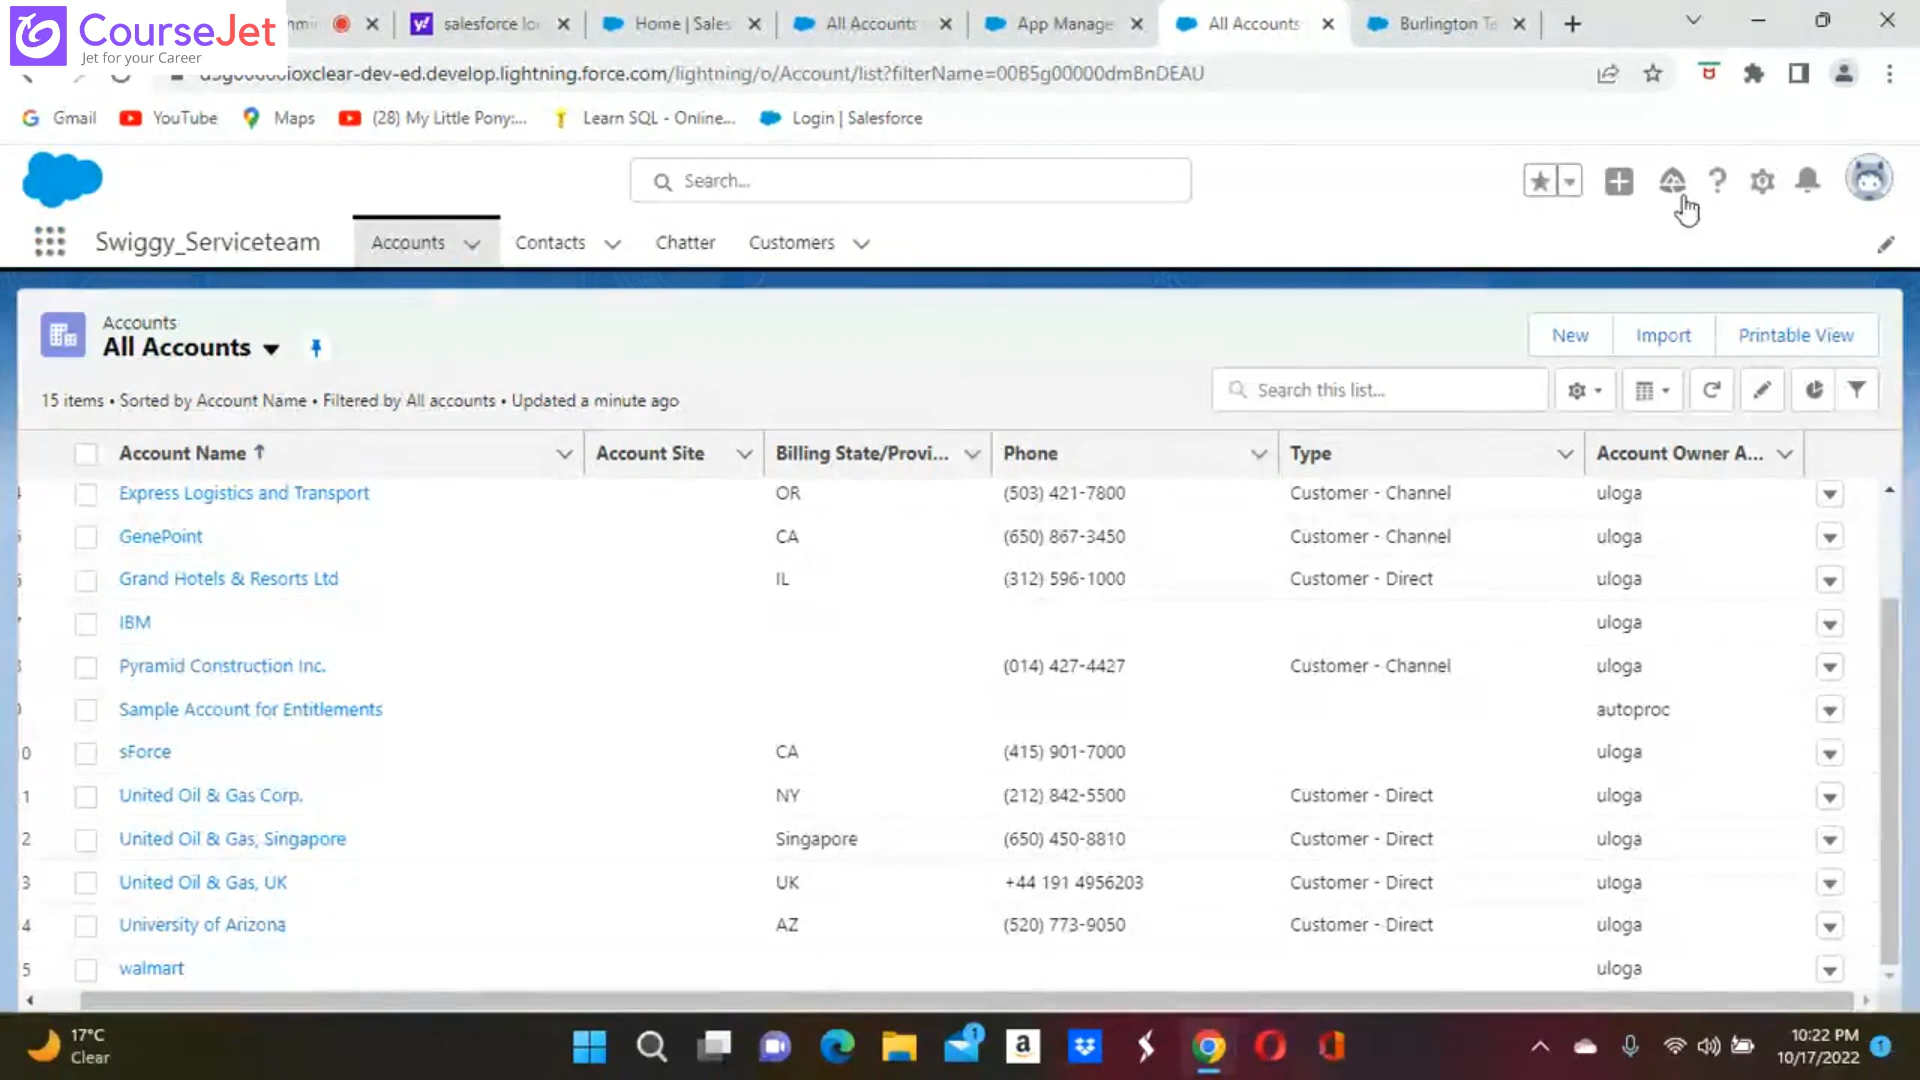 CourseJet
Jet for your Career
salesforce lo
Home | Sales
All Accounts
App Manage
All Accounts
Burlington Te
lightning.force.com/lightning/o/Account/list?filterName=00B5g00000dmBnDEAU
Gmail
YouTube
Maps
(28) My Little Pony:...
Learn SQL - Online...
Login | Salesforce
Search...
Swiggy_Serviceteam
Accounts
Contacts
Chatter
Customers
Accounts
All Accounts
New
Import
Printable View
15 items • Sorted by Account Name • Filtered by All accounts • Updated a minute ago
Search this list...
Account Name ↑
Account Site
Billing State/Provi...
Phone
Type
Account Owner A...
Express Logistics and Transport OR (503) 421-7800 Customer - Channel uloga
GenePoint CA (650) 867-3450 Customer - Channel uloga
Grand Hotels & Resorts Ltd IL (312) 596-1000 Customer - Direct uloga
IBM uloga
Pyramid Construction Inc. (014) 427-4427 Customer - Channel uloga
Sample Account for Entitlements autoproc
0 sForce CA (415) 901-7000 uloga
1 United Oil & Gas Corp. NY (212) 842-5500 Customer - Direct uloga
2 United Oil & Gas, Singapore Singapore (650) 450-8810 Customer - Direct uloga
3 United Oil & Gas, UK UK +44 191 4956203 Customer - Direct uloga
4 University of Arizona AZ (520) 773-9050 Customer - Direct uloga
5 walmart uloga
17°C
Clear
1
10:22 PM
10/17/2022
1